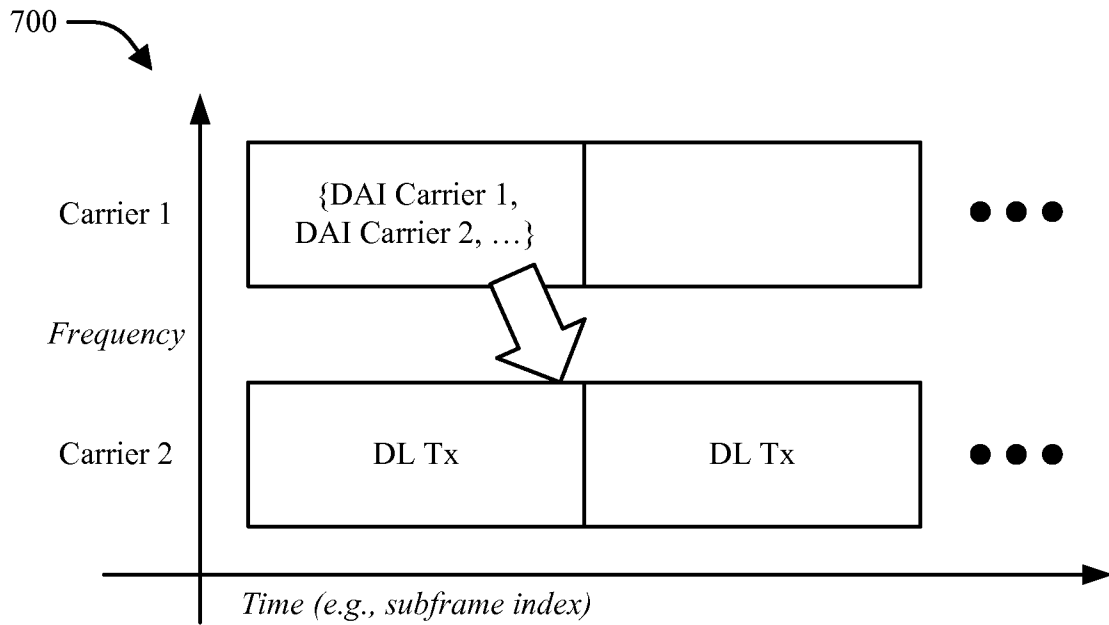 700
Carrier 1
{DAI Carrier 1,
DAI Carrier 2, …}
Frequency
Carrier 2
DL Tx
DL Tx
Time (e.g., subframe index)